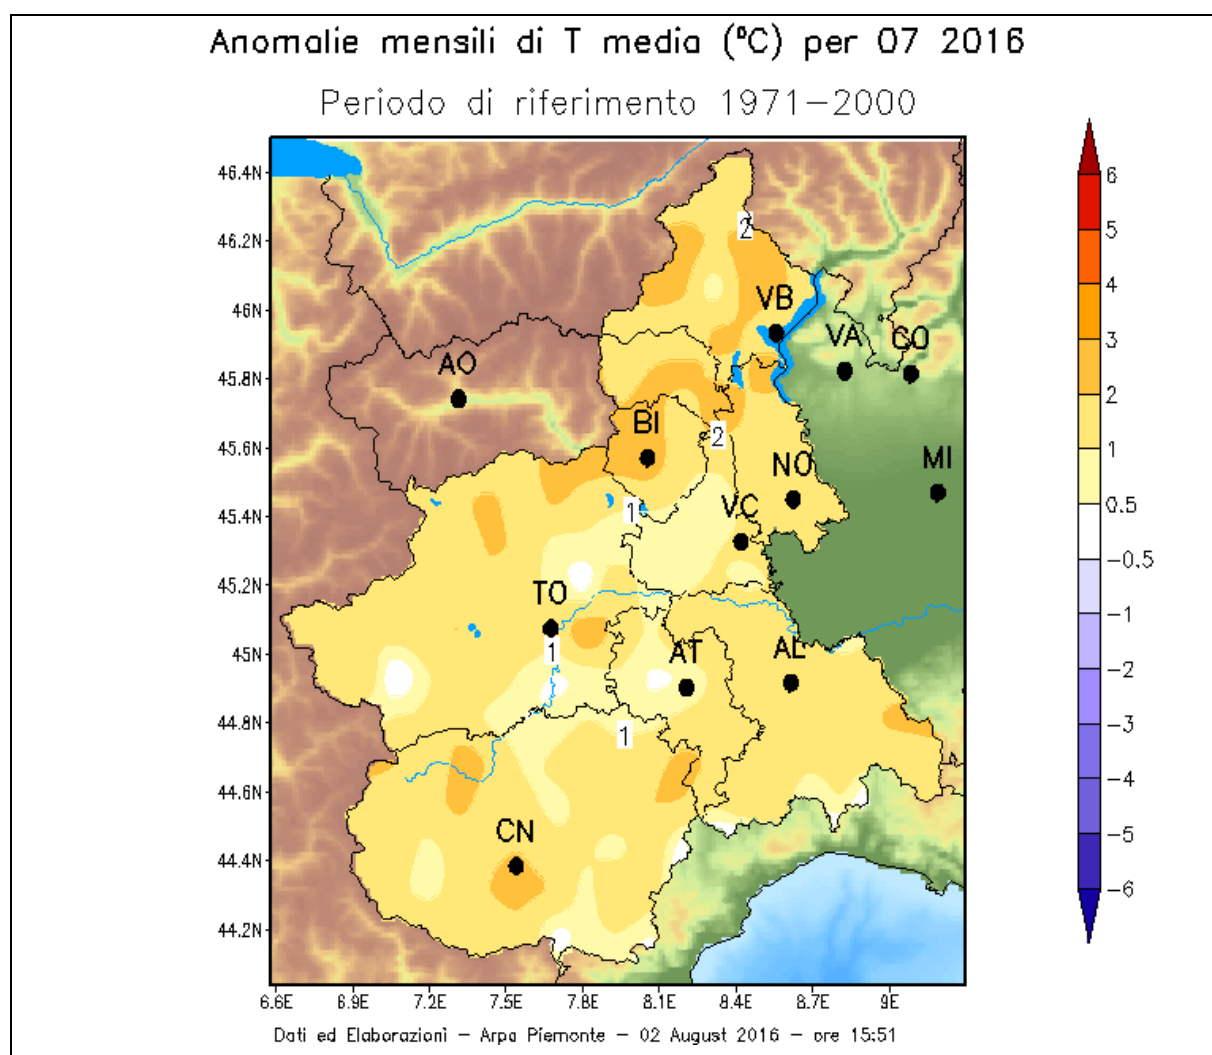 Anomalie mensili di T media (ºC) per 07 2016
Periodo di riferimento 1971-2000
46.4N
46.2N
46N
45.8N
45.6N
45.4N
45.2N
45N
44.8N
44.6N
44.4N
44.2N
6.6E 6.9E 7.2E 7.5E 7.8E 8.1E 8.4E 8.7E 9E
2
VB
VA
CO
AO
BI
2
NO
MI
1
VC
TO
1
AT
AL
1
CN
6
5
4
3
2
1
0.5
-0.5
-1
-2
-3
-4
-5
-6
Dati ed Elaborazioni - Arpa Piemonte - 02 August 2016 - ore 15:51